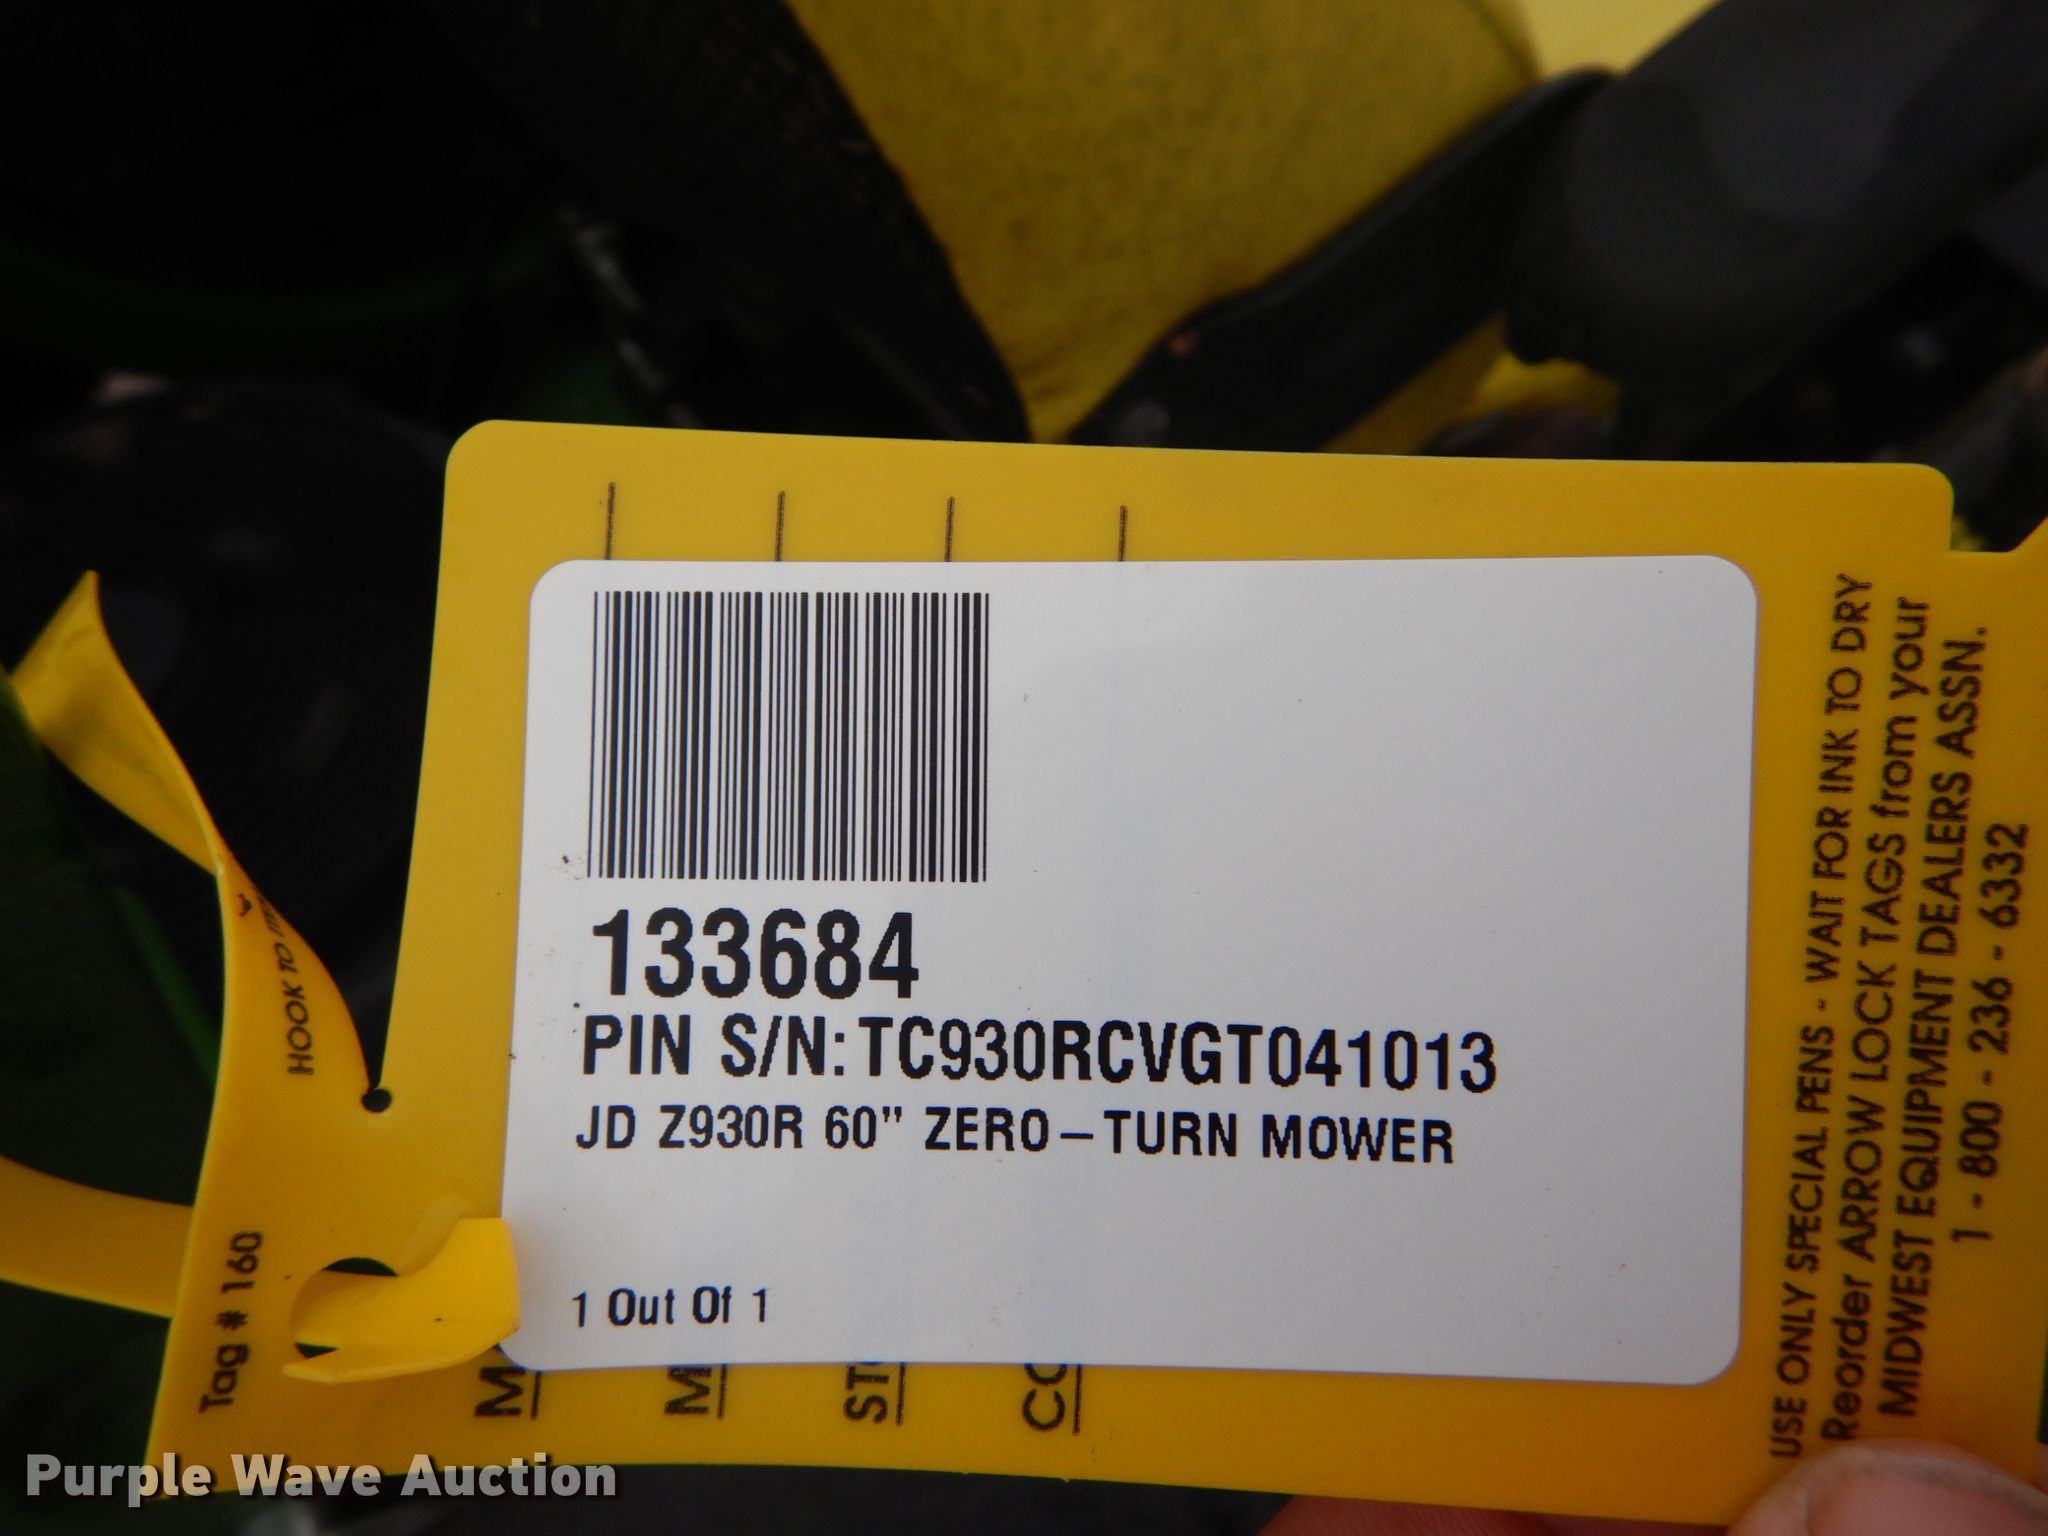 133684
PIN S/N: TC930RCVGT041013
JD Z930R 60" ZERO-TURN MOWER
1 Out Of 1
HOOK TO
Tag # 160
USE ONLY SPECIAL PENS - WAIT FOR INK TO DRY
Reorder ARROW LOCK TAGS from your
MIDWEST EQUIPMENT DEALERS ASSN.
1 - 800 - 236 - 6332
Purple Wave Auction